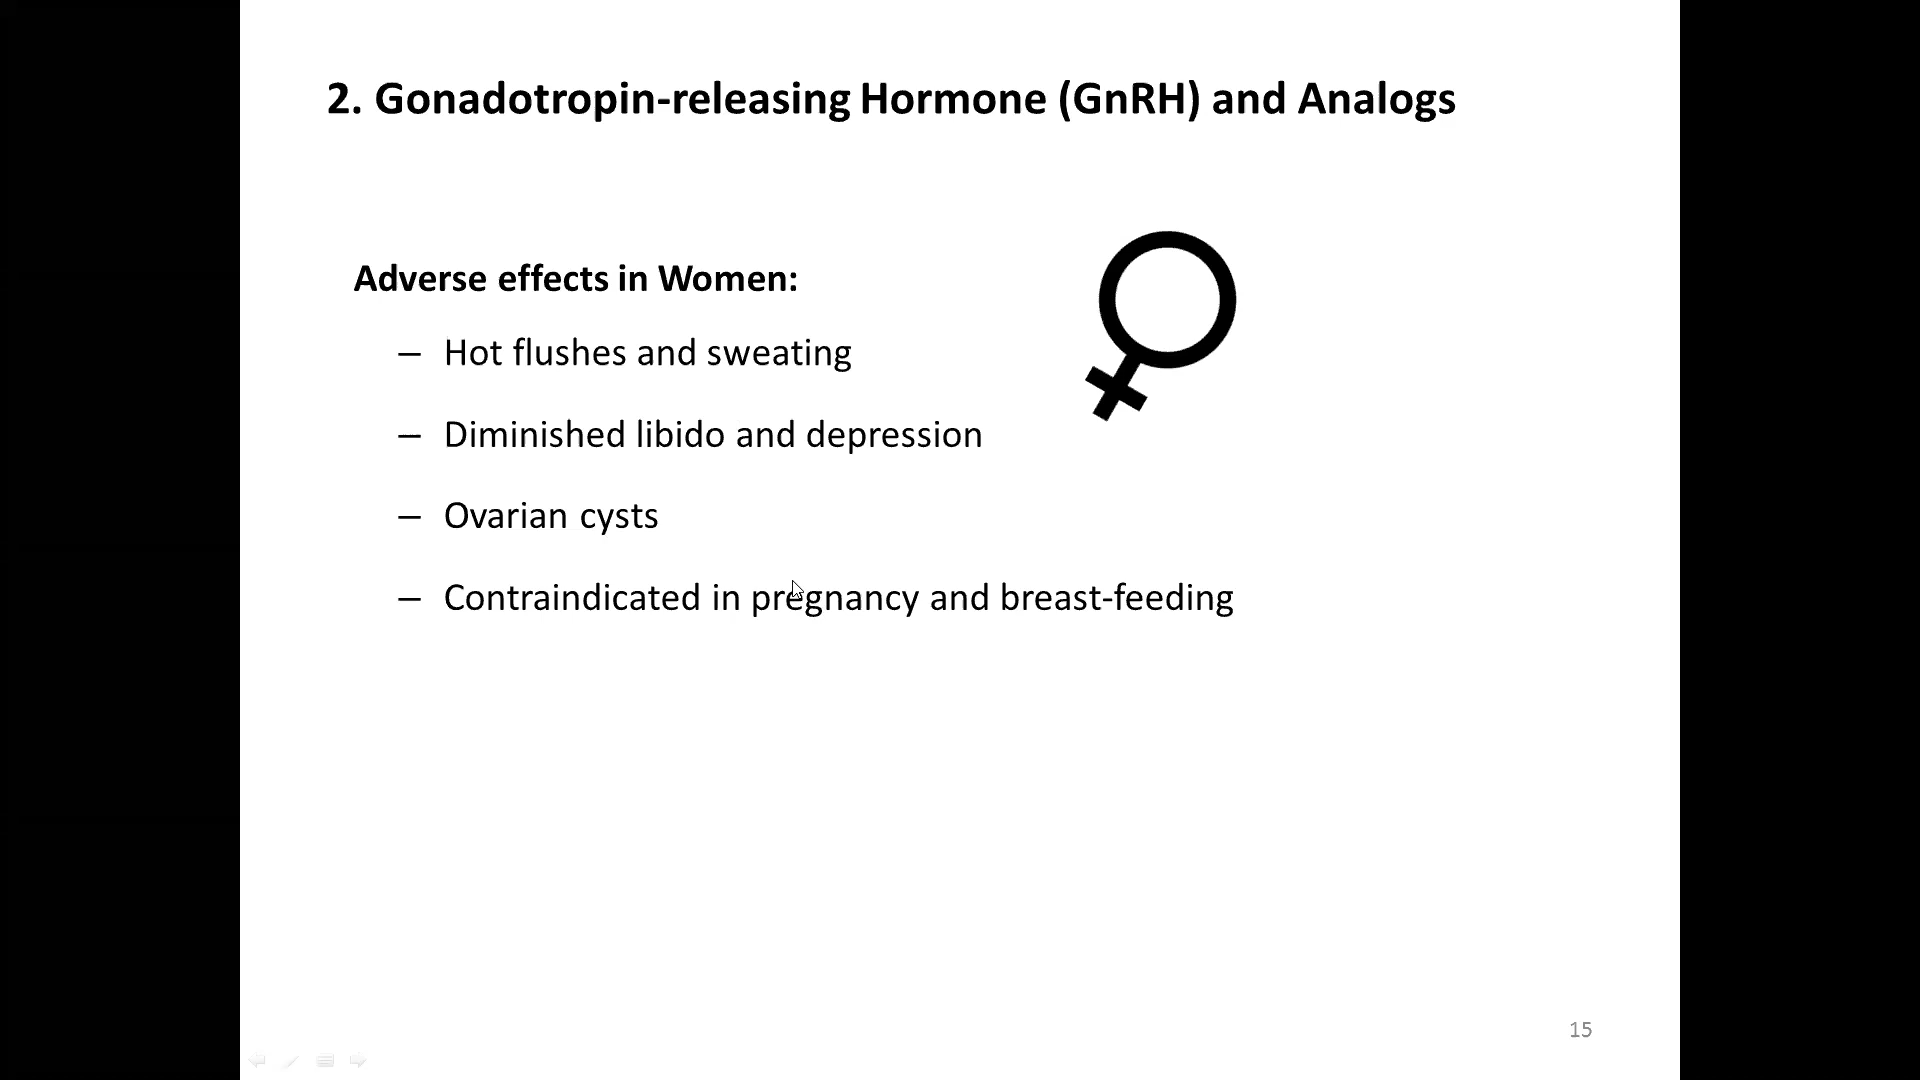 2. Gonadotropin-releasing Hormone (GnRH) and Analogs
Adverse effects in Women:
– Hot flushes and sweating
– Diminished libido and depression
– Ovarian cysts
– Contraindicated in pregnancy and breast-feeding
15